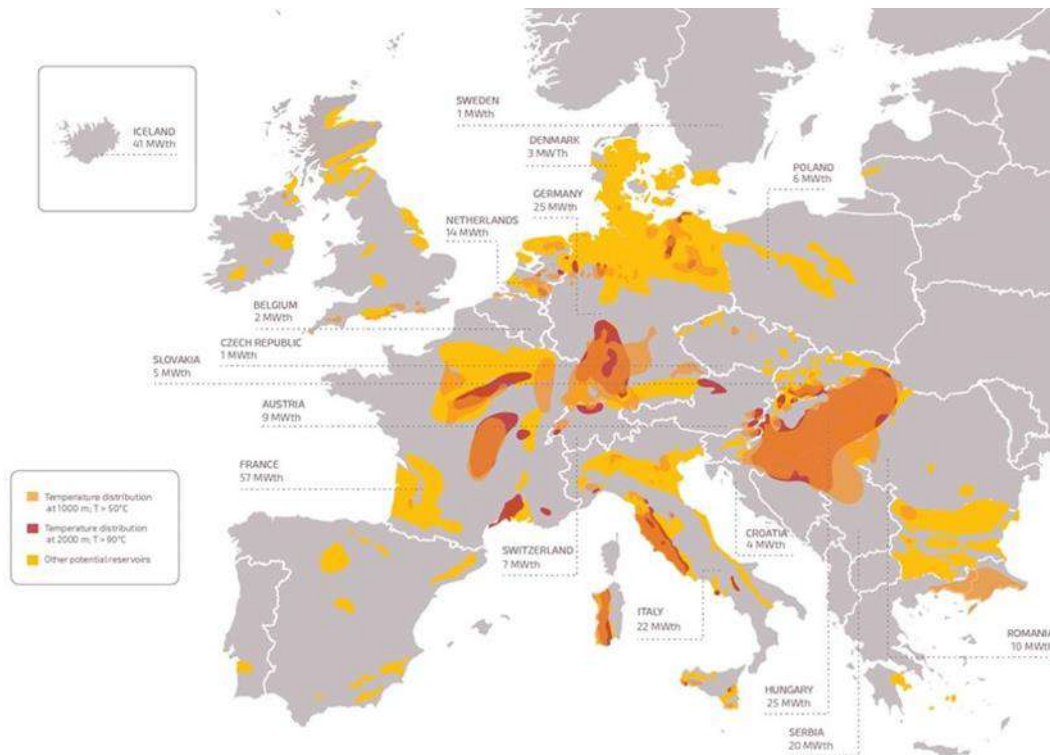 ICELAND
41 MWth
SWEDEN
1 MWth
DENMARK
3 MWTh
GERMANY
25 MWth
POLAND
6 MWth
NETHERLANDS
14 MWth
BELGIUM
2 MWth
CZECH REPUBLIC
1 MWth
SLOVAKIA
5 MWth
AUSTRIA
9 MWth
FRANCE
57 MWth
Temperature distribution
at 1000 m; T > 50°C
Temperature distribution
at 2000 m; T > 90°C
Other potential reservoirs
SWITZERLAND
7 MWth
CROATIA
4 MWth
ITALY
22 MWth
ROMANIA
10 MWth
HUNGARY
25 MWth
SERBIA
20 MWth